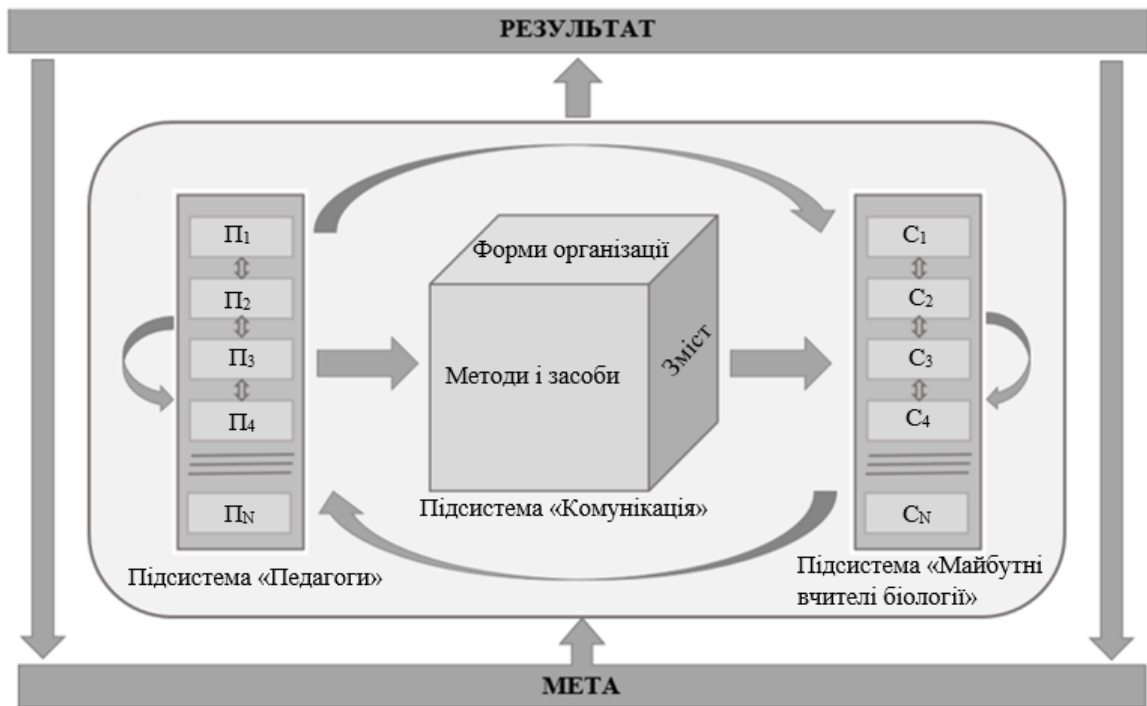 РЕЗУЛЬТАТ
П1
П2
П3
П4
ПN
Підсистема «Педагоги»
Форми організації
Методи і засоби
Зміст
Підсистема «Комунікація»
С1
С2
С3
С4
СN
Підсистема «Майбутні
вчителі біології»
МЕТА